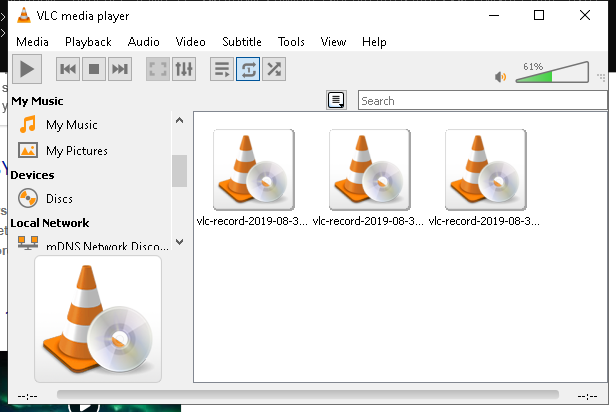 VLC media player
Media Playback Audio Video Subtitle Tools View Help
61%
Search
My Music
My Music
My Pictures
Devices
Discs
Local Network
mDNS Network Disco...
vlc-record-2019-08-3... vlc-record-2019-08-3... vlc-record-2019-08-3...
--:-- --:--